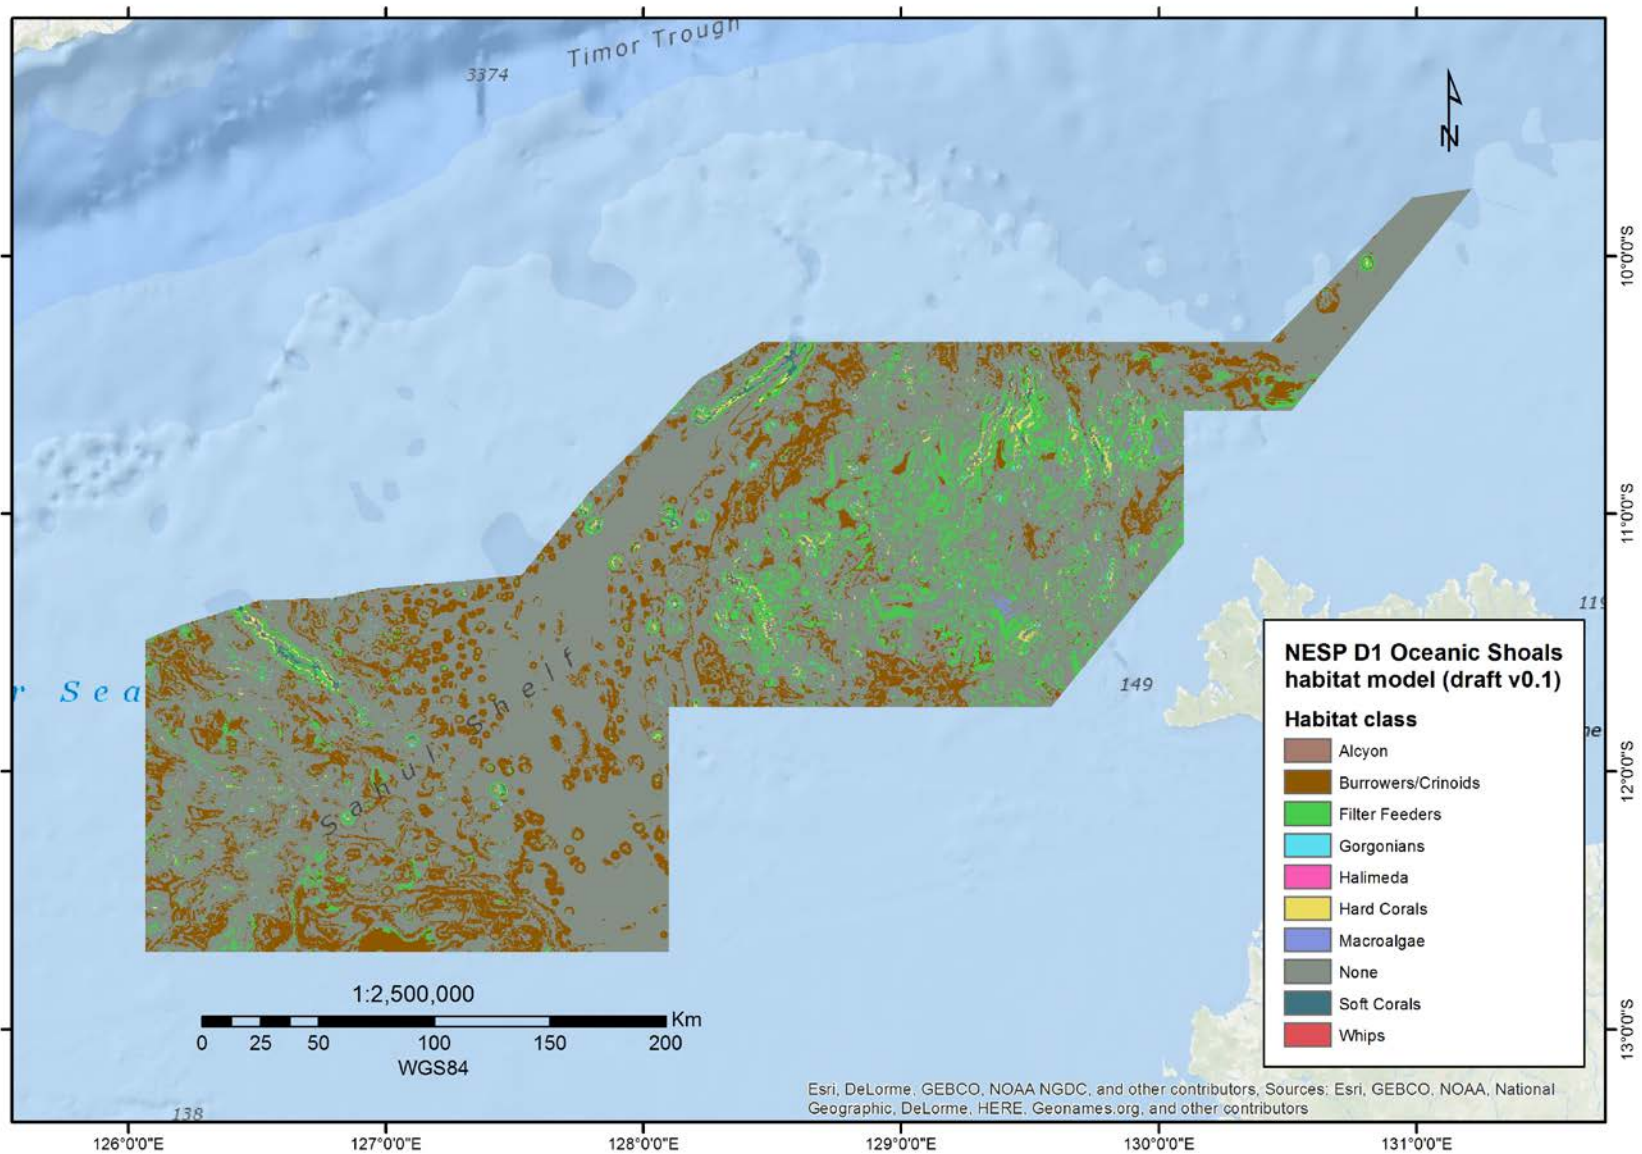 Timor Trough
3374
N
10°0'0"S
11°0'0"S
119
NESP D1 Oceanic Shoals
habitat model (draft v0.1)
Habitat class
Alcyon
Burrowers/Crinoids
Filter Feeders
Gorgonians
Halimeda
Hard Corals
Macroalgae
None
Soft Corals
Whips
149
r Sea
ne
Sahul Shelf
12°0'0"S
13°0'0"S
1:2,500,000
Km
0 25 50 100 150 200
WGS84
138
Esri, DeLorme, GEBCO, NOAA NGDC, and other contributors, Sources: Esri, GEBCO, NOAA, National
Geographic, DeLorme, HERE, Geonames.org, and other contributors
126°0'0"E 127°0'0"E 128°0'0"E 129°0'0"E 130°0'0"E 131°0'0"E